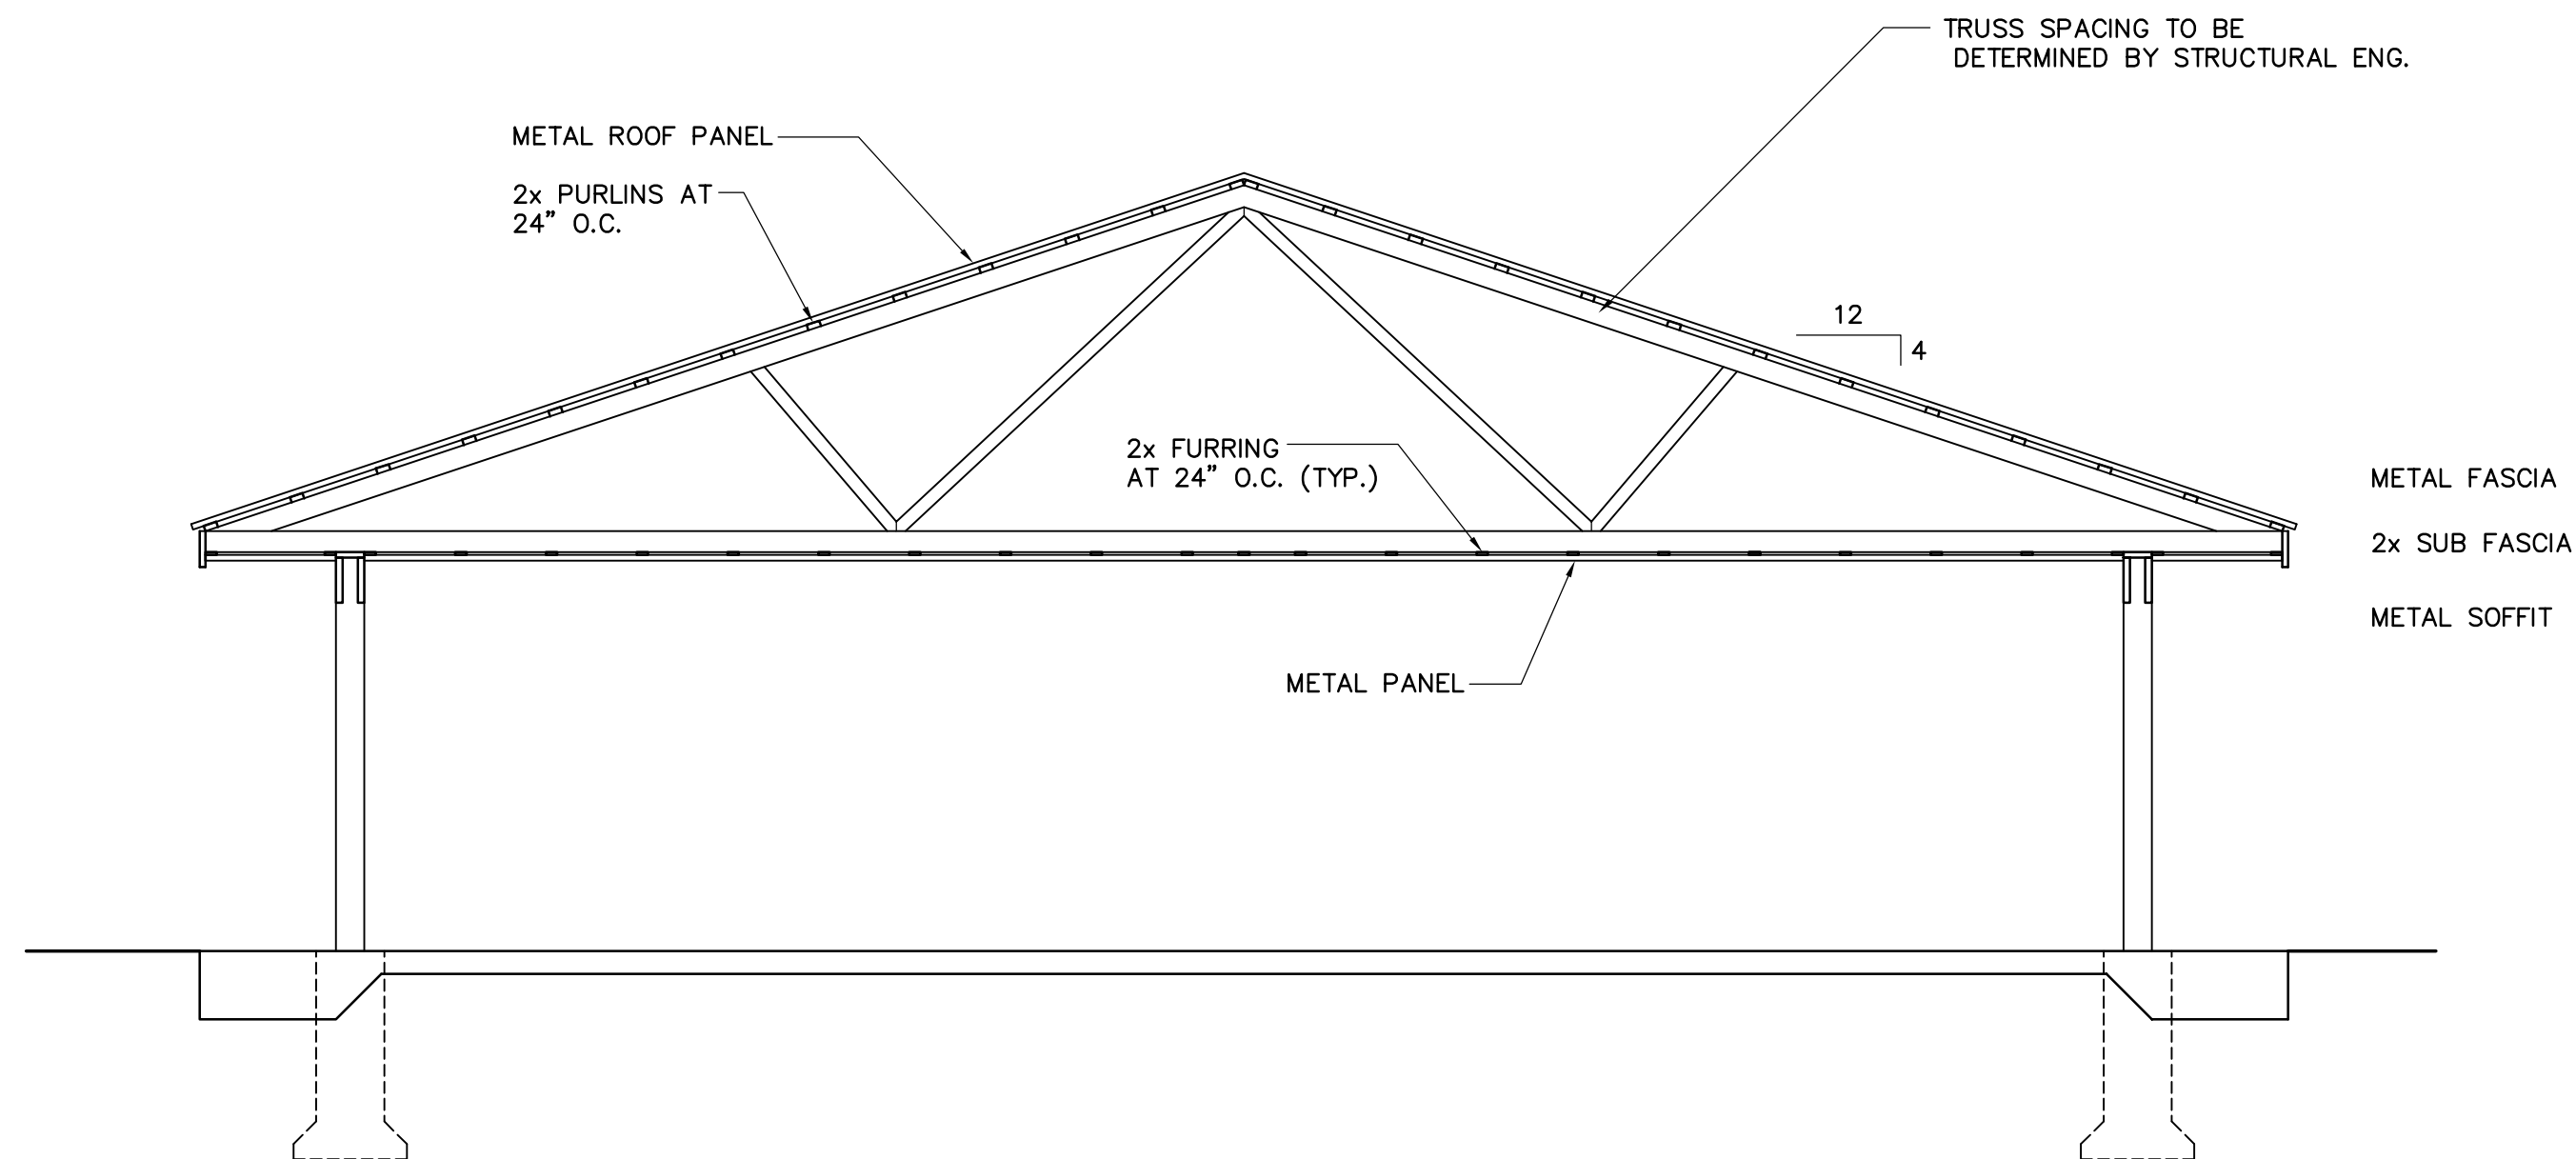 TRUSS SPACING TO BE
DETERMINED BY STRUCTURAL ENG.
METAL ROOF PANEL
2x PURLINS AT
24" O.C.
12
4
2x FURRING
AT 24" O.C. (TYP.)
METAL FASCIA
2x SUB FASCIA
METAL SOFFIT
METAL PANEL